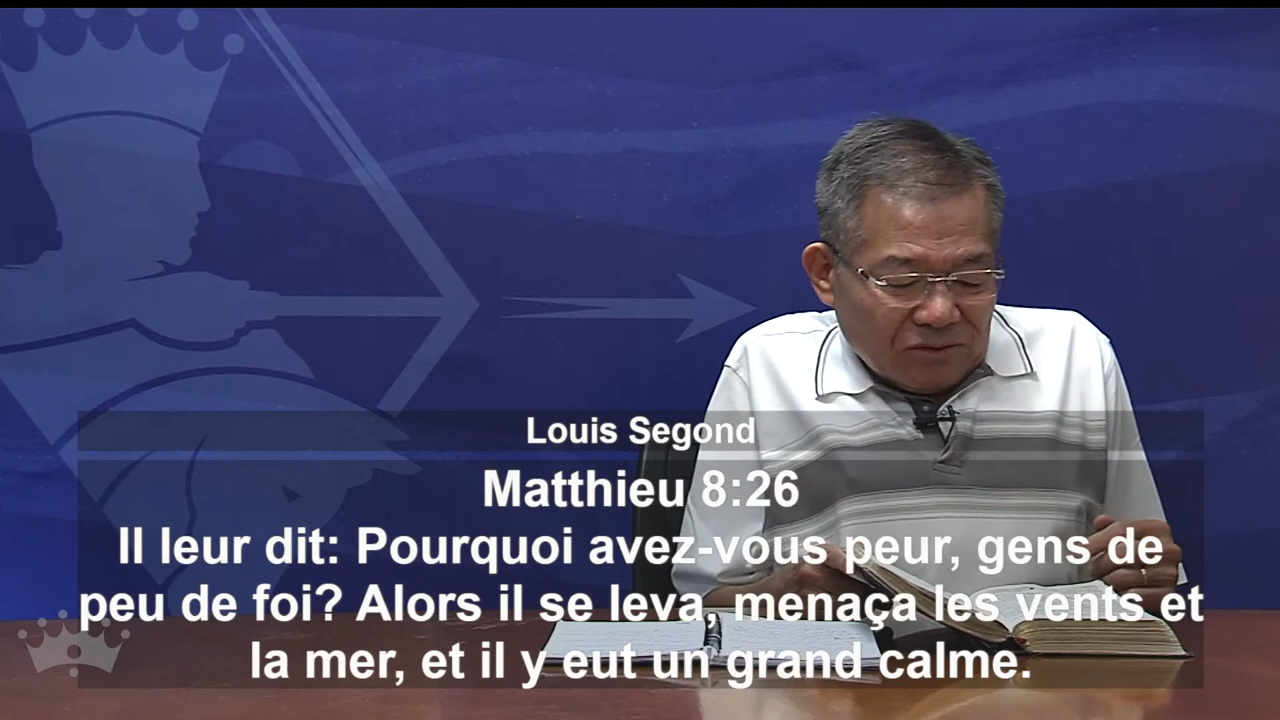 Louis Segond
Matthieu 8:26
Il leur dit: Pourquoi avez-vous peur, gens de
peu de foi? Alors il se leva, menaça les vents et
la mer, et il y eut un grand calme.